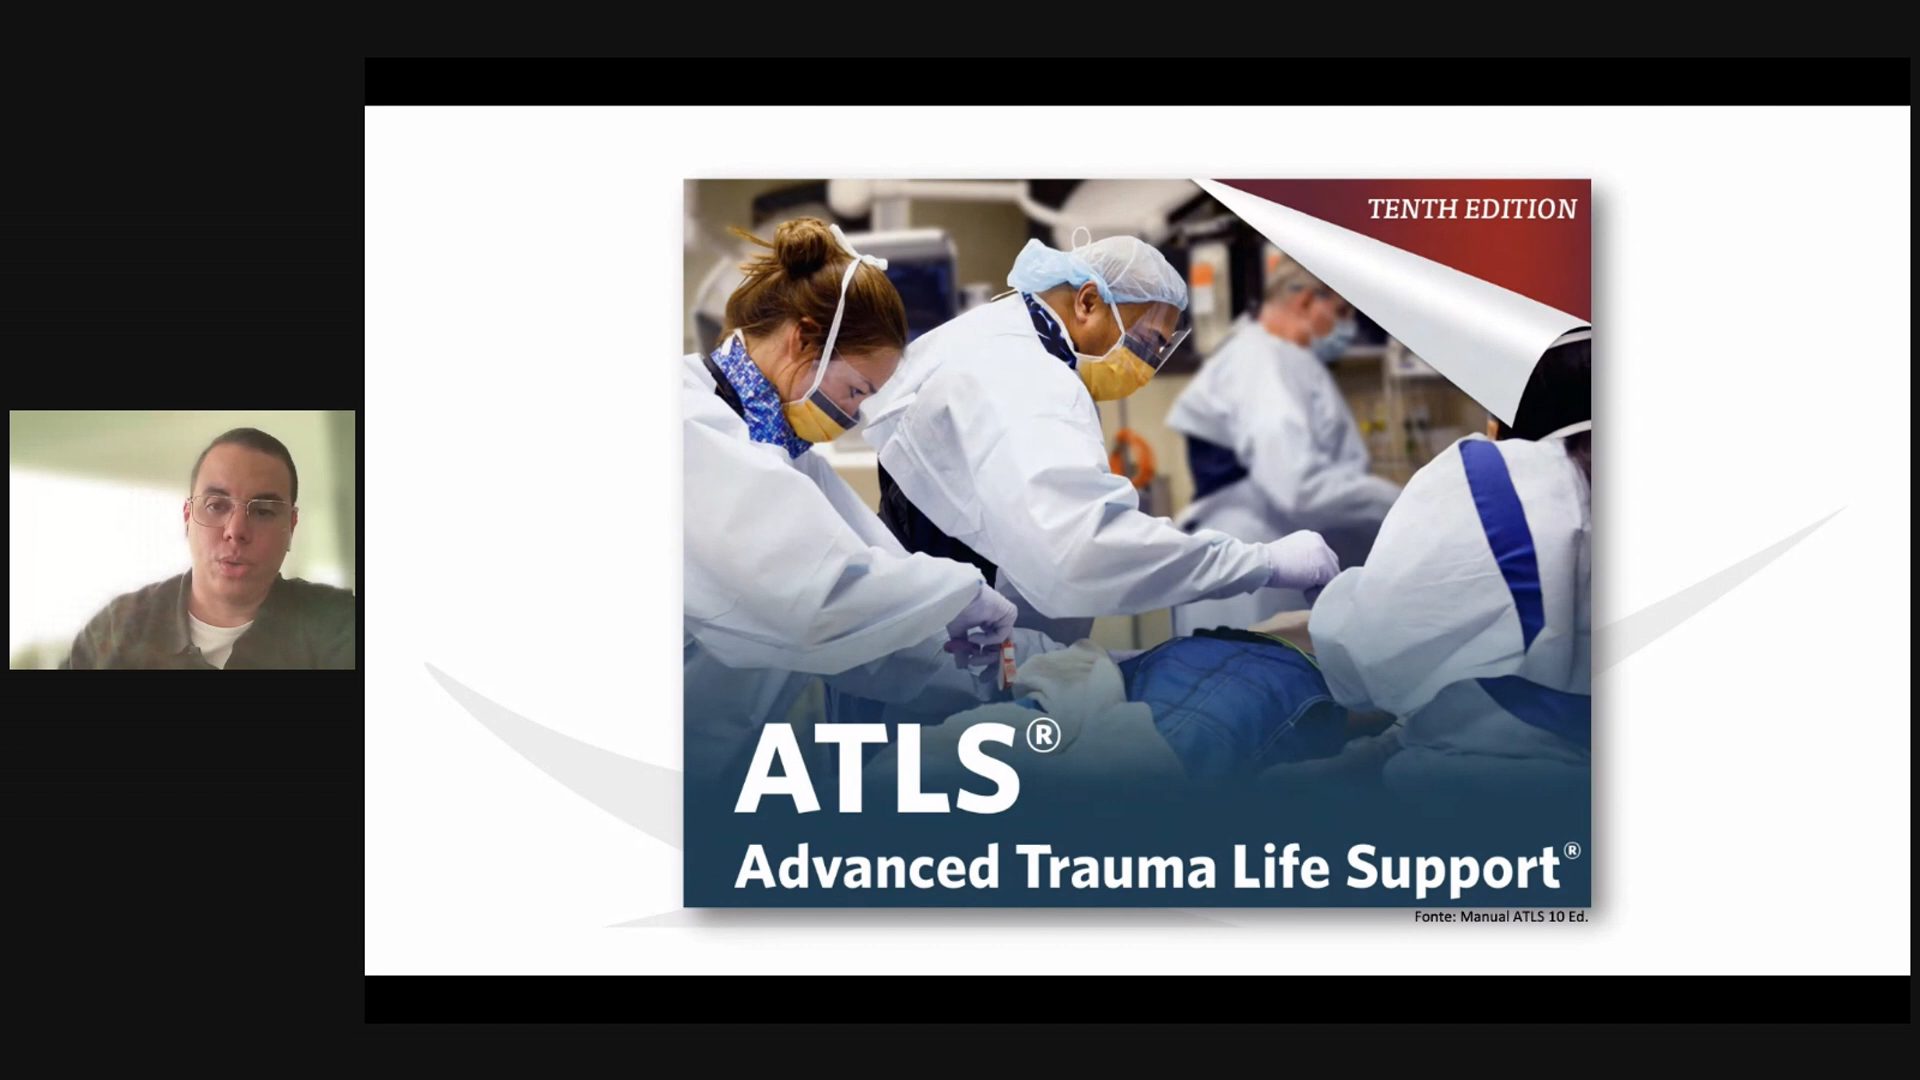 TENTH EDITION
ATLS®
Advanced Trauma Life Support®
Fonte: Manual ATLS 10 Ed.